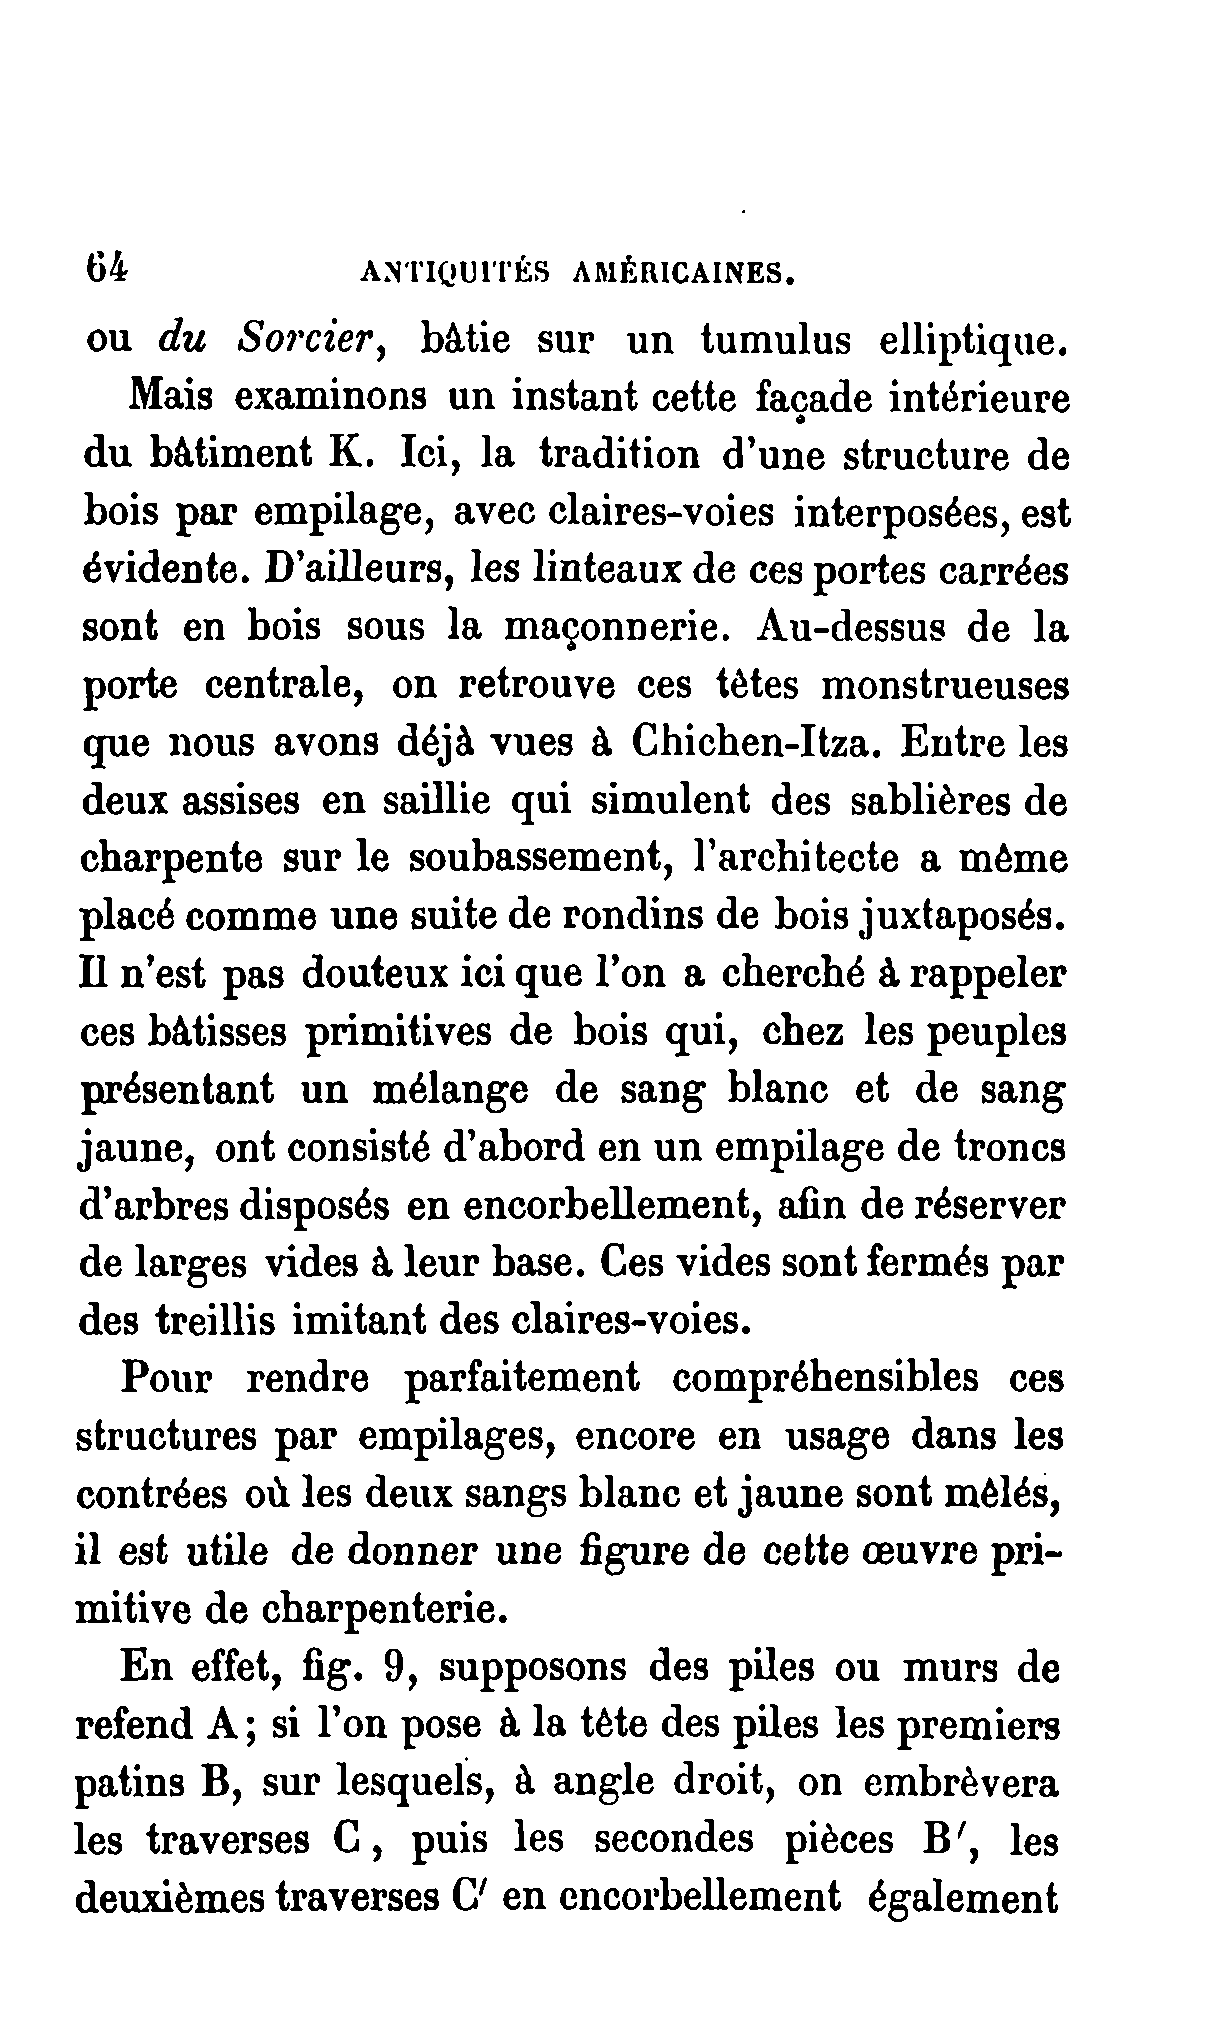 64 ANTIQUITÉS AMÉRICAINES.
ou du Sorcier, bâtie sur un tumulus elliptique.
Mais examinons un instant cette façade intérieure
du bâtiment K. Ici, la tradition d'une structure de
bois par empilage, avec claires-voies interposées, est
évidente. D'ailleurs, les linteaux de ces portes carrées
sont en bois sous la maçonnerie. Au-dessus de la
porte centrale, on retrouve ces têtes monstrueuses
que nous avons déjà vues à Chichen-Itza. Entre les
deux assises en saillie qui simulent des sablières de
charpente sur le soubassement, l'architecte a même
placé comme une suite de rondins de bois juxtaposés.
Il n'est pas douteux ici que l'on a cherché à rappeler
ces bâtisses primitives de bois qui, chez les peuples
présentant un mélange de sang blanc et de sang
jaune, ont consisté d'abord en un empilage de troncs
d'arbres disposés en encorbellement, afin de réserver
de larges vides à leur base. Ces vides sont fermés par
des treillis imitant des claires-voies.
Pour rendre parfaitement compréhensibles ces
structures par empilages, encore en usage dans les
contrées où les deux sangs blanc et jaune sont mêlés,
il est utile de donner une figure de cette œuvre pri-
mitive de charpenterie.
En effet, fig. 9, supposons des piles ou murs de
refend A; si l'on pose à la tête des piles les premiers
patins B, sur lesquels, à angle droit, on embrèvera
les traverses C, puis les secondes pièces B', les
deuxièmes traverses C' en encorbellement également